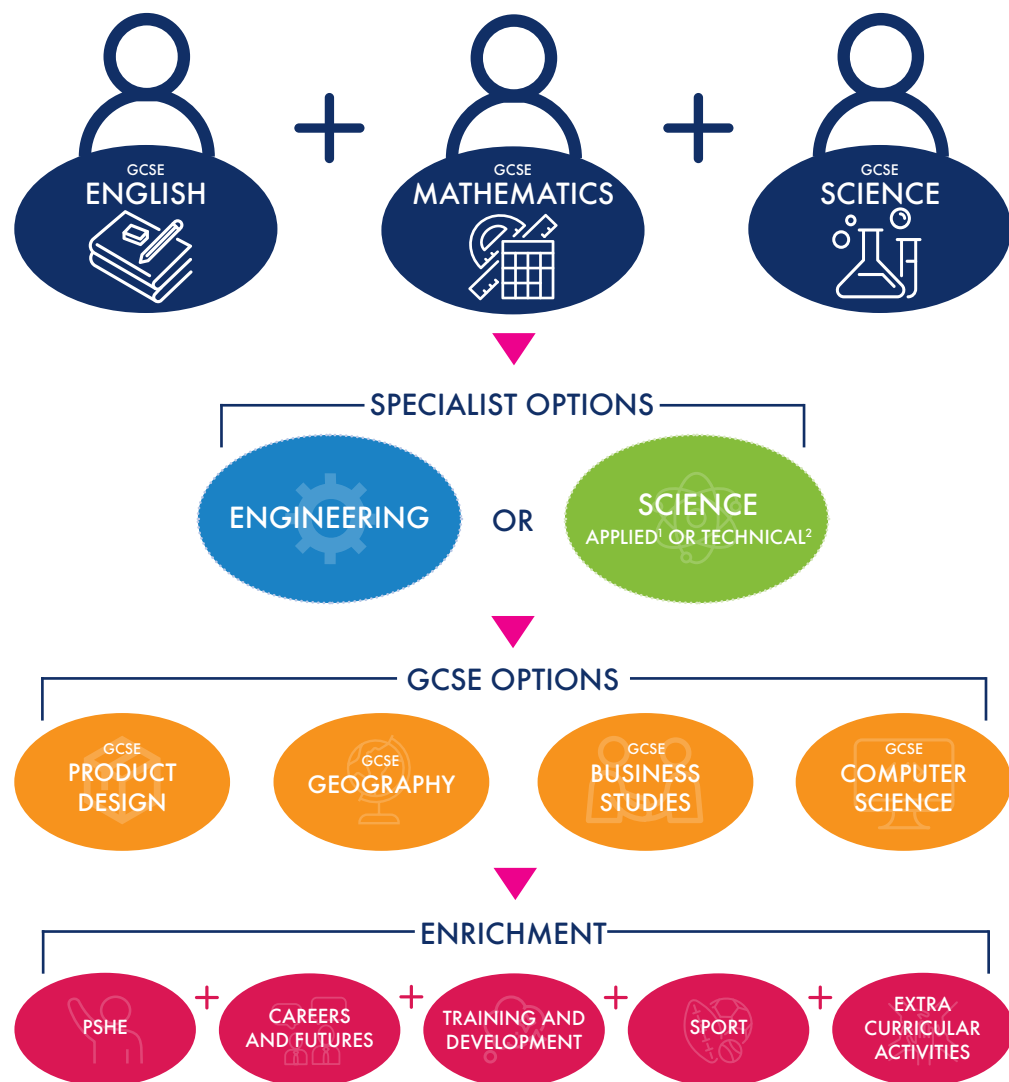 GCSE
ENGLISH
GCSE
MATHEMATICS
GCSE
SCIENCE
SPECIALIST OPTIONS
ENGINEERING
OR
SCIENCE
APPLIED¹ OR TECHNICAL²
GCSE OPTIONS
GCSE
PRODUCT
DESIGN
GCSE
GEOGRAPHY
GCSE
BUSINESS
STUDIES
GCSE
COMPUTER
SCIENCE
ENRICHMENT
PSHE
CAREERS
AND FUTURES
TRAINING AND
DEVELOPMENT
SPORT
EXTRA
CURRICULAR
ACTIVITIES